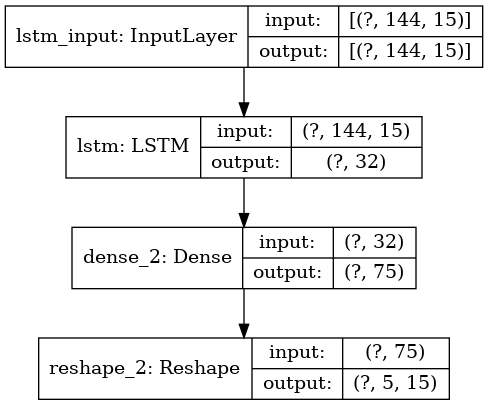 lstm_input: InputLayer
input: [(?, 144, 15)]
output: [(?, 144, 15)]
lstm: LSTM
input: (?, 144, 15)
output: (?, 32)
dense_2: Dense
input: (?, 32)
output: (?, 75)
reshape_2: Reshape
input: (?, 75)
output: (?, 5, 15)